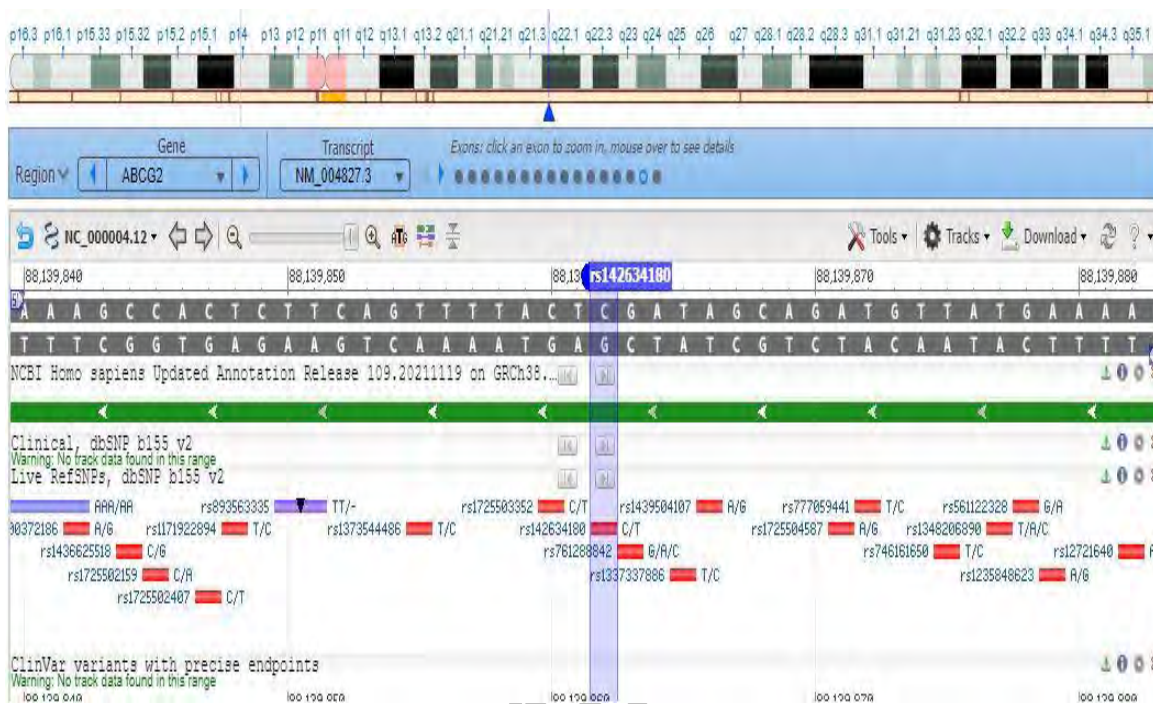 p16.3 p16.1 p15.33 p15.32 p15.2 p15.1 p14 p13 p12 p11 q11 q12 q13.1 q13.2 q21.1 q21.21 q21.3 q22.1 q22.3 q23 q24 q25 q26 q27 q28.1 q28.2 q28.3 q31.1 q31.21 q31.23 q32.1 q32.2 q33 q34.1 q34.3 q35.1
Gene Transcript Exons: click an exon to zoom in, mouse over to see details
Region ABCG2 NM_004827.3
NC_000004.12 ATG Tools Tracks Download ?
88,139,840 88,139,850 88,13 rs142634180 88,139,870 88,139,880
5'
A A A G C C A C T C T T C A G T T T T A C T C G A T A G C A G A T G T T A T G A A A A
T T T C G G T G A G A A G T C A A A A T G A G C T A T C G T C T A C A A T A C T T T T
NCBI Homo sapiens Updated Annotation Release 109.20211119 on GRCh38....
Clinical, dbSNP b155 v2
Warning: No track data found in this range
Live RefSNPs, dbSNP b155 v2
AAA/AA rs893563335 TT/- rs1725503352 C/T rs1439504107 A/G rs777059441 T/C rs561122328 G/A
90372186 A/G rs1171922894 T/C rs1373544486 T/C rs142634180 C/T rs1725504587 A/G rs1348206890 T/A/C rs12721640 A
rs1436625518 C/G rs761288842 G/A/C rs746161650 T/C
rs1725502159 C/A rs1337337886 T/C rs1235848623 A/G
rs1725502407 C/T
ClinVar variants with precise endpoints
Warning: No track data found in this range